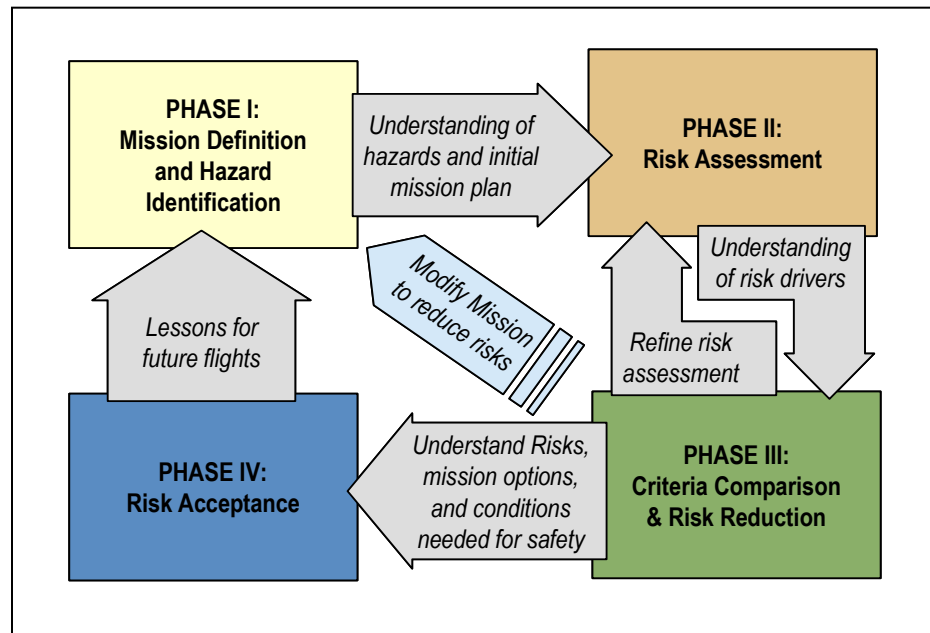 PHASE I:
Mission Definition
and Hazard
Identification
Understanding of
hazards and initial
mission plan
PHASE II:
Risk Assessment
Understanding
of risk drivers
Refine risk
assessment
Modify Mission
to reduce risks
Lessons for
future flights
PHASE IV:
Risk Acceptance
Understand Risks,
mission options,
and conditions
needed for safety
PHASE III:
Criteria Comparison
& Risk Reduction